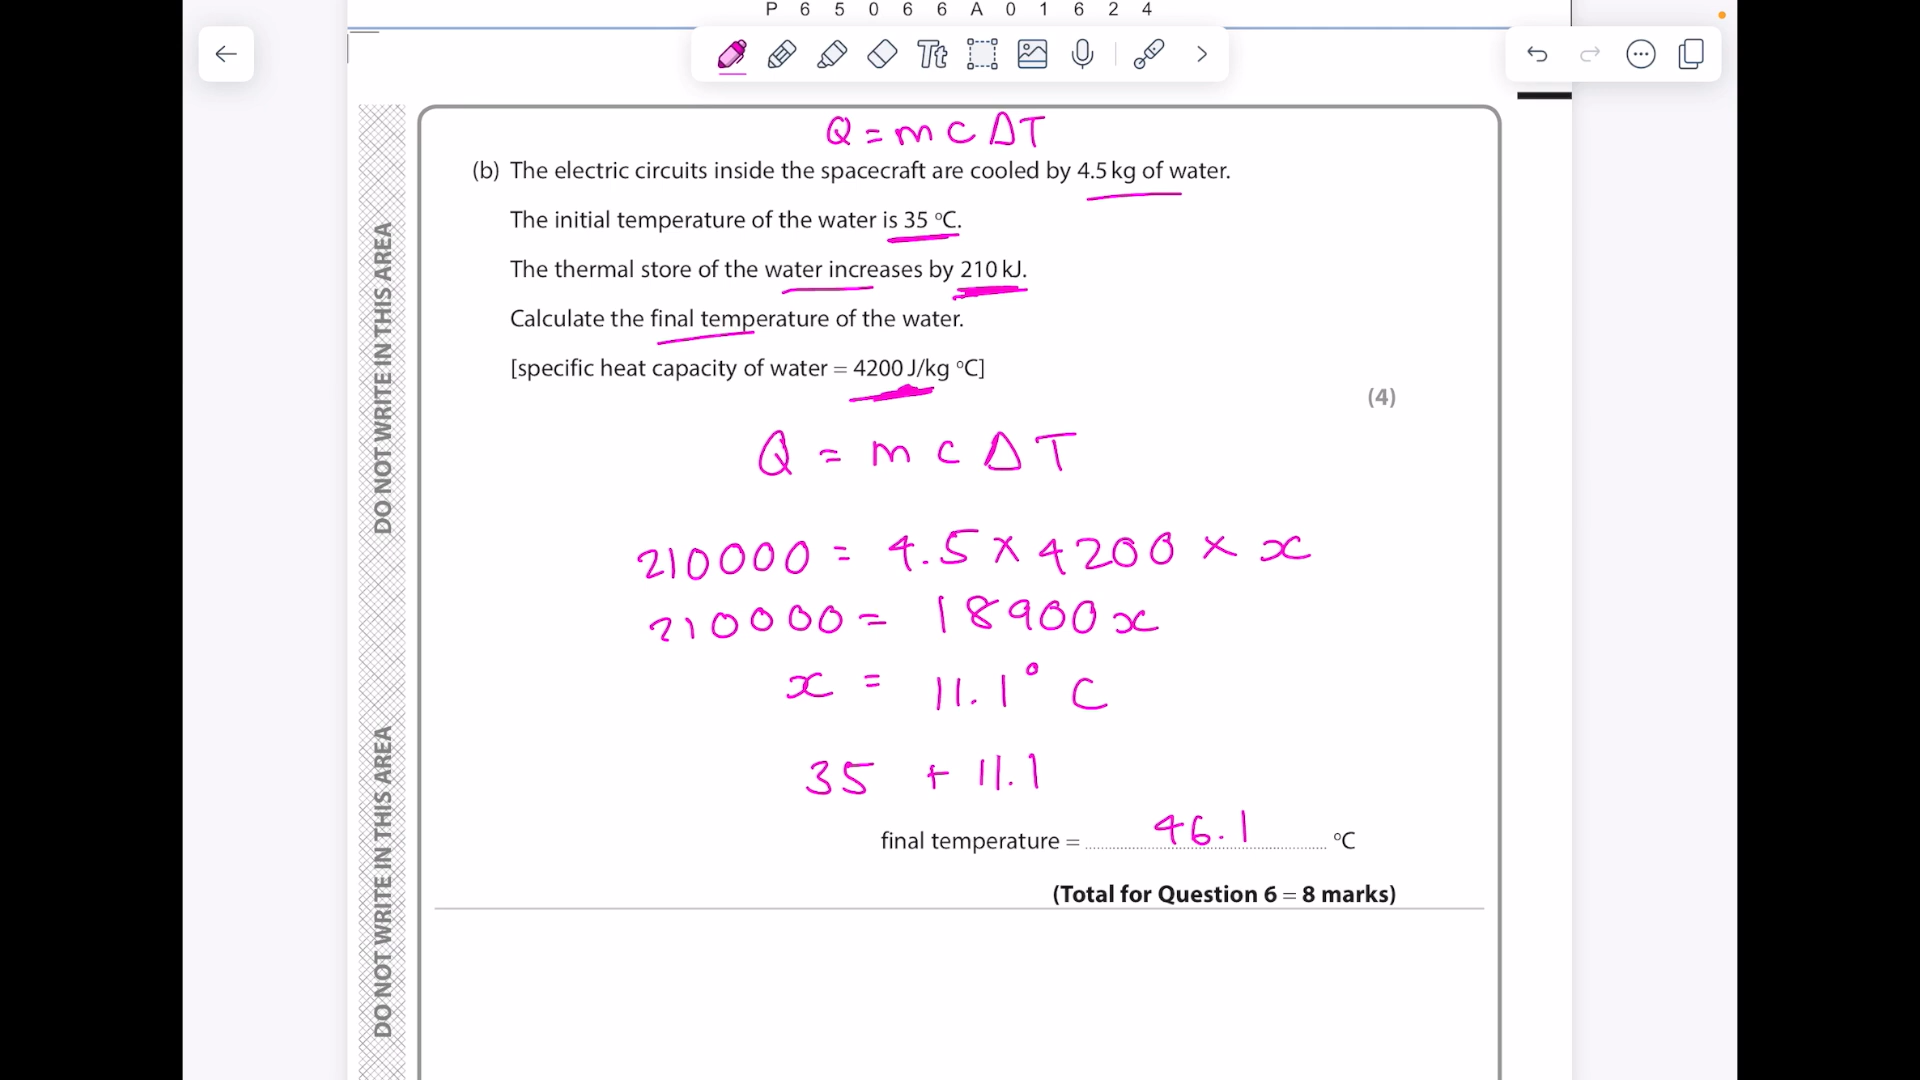 P 6 5 0 6 6 A 0 1 6 2 4
Tt
DO NOT WRITE IN THIS AREA
DO NOT WRITE IN THIS AREA
Q = m c Δ T
(b) The electric circuits inside the spacecraft are cooled by 4.5 kg of water.
The initial temperature of the water is 35 °C.
The thermal store of the water increases by 210 kJ.
Calculate the final temperature of the water.
[specific heat capacity of water = 4200 J/kg °C]
(4)
Q = m c Δ T
210000 = 4.5 × 4200 × x
210000 = 18900 x
x = 11.1° C
35 + 11.1
final temperature = 46.1 °C
(Total for Question 6 = 8 marks)